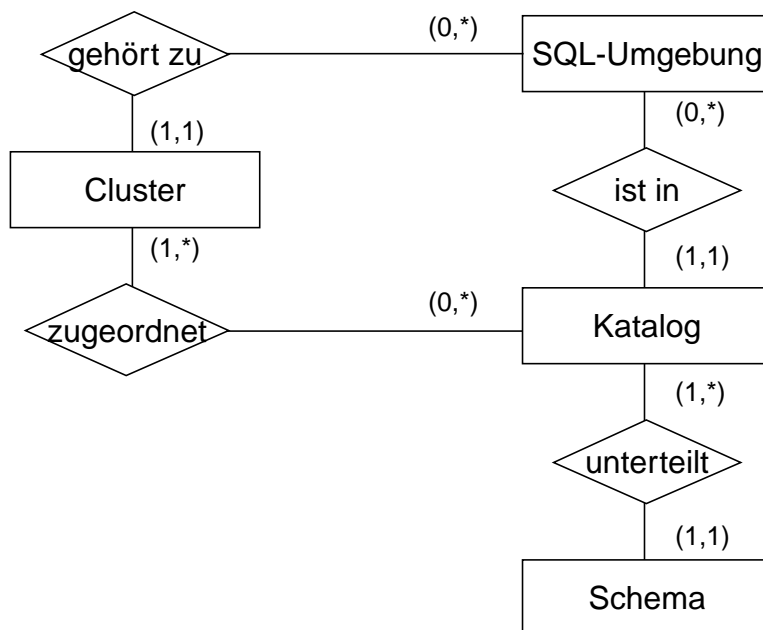 gehört zu
(0,*)
SQL-Umgebung
(1,1)
(0,*)
Cluster
ist in
(1,*)
(1,1)
zugeordnet
(0,*)
Katalog
(1,*)
unterteilt
(1,1)
Schema